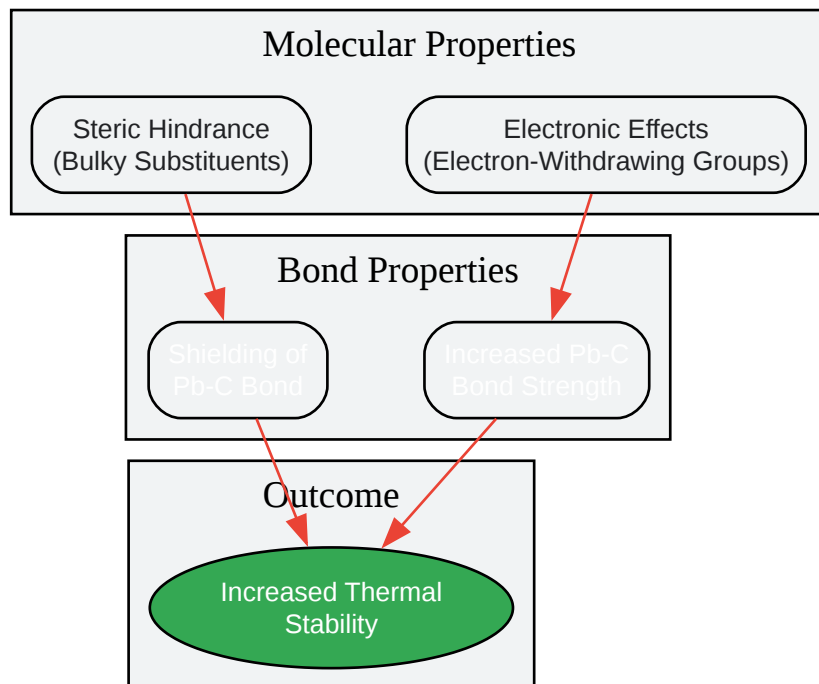 Molecular Properties
Steric Hindrance
(Bulky Substituents)
Electronic Effects
(Electron-Withdrawing Groups)
Bond Properties
Shielding of
Pb-C Bond
Increased Pb-C
Bond Strength
Outcome
Increased Thermal
Stability